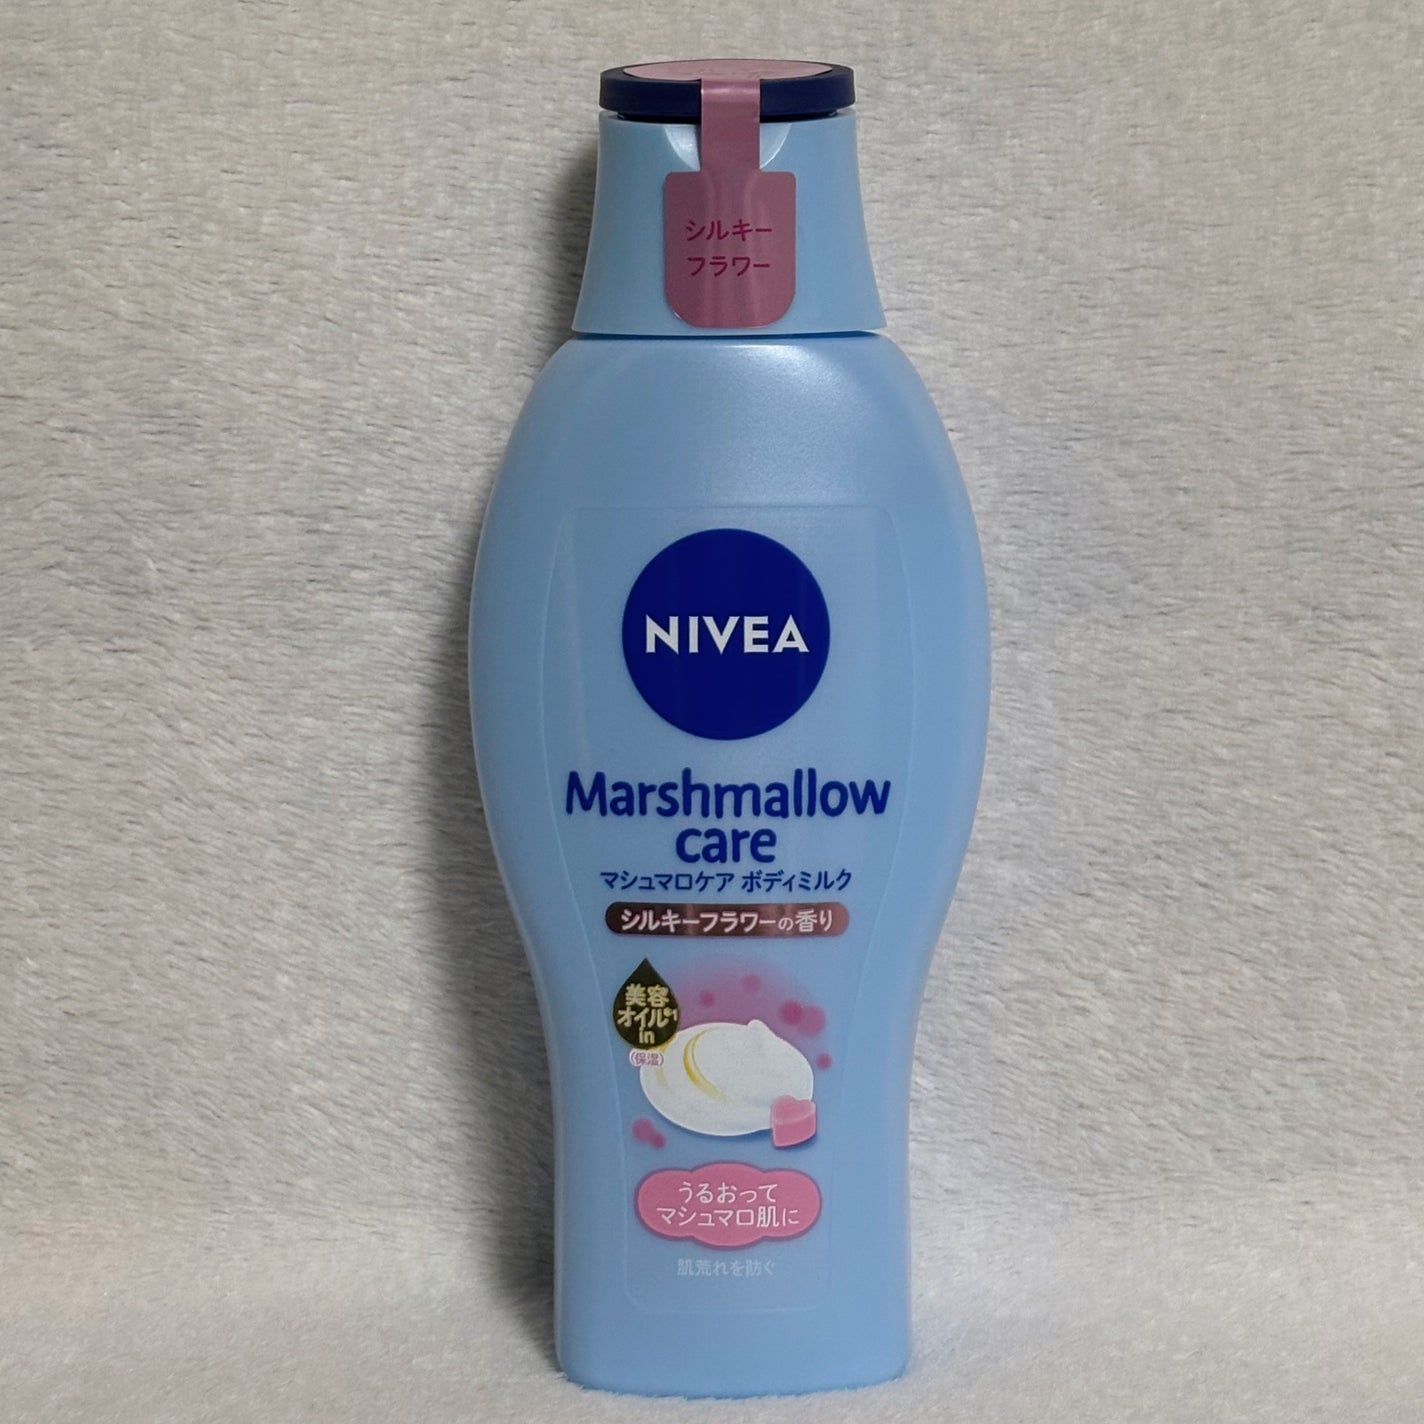 シルキー
フラワー
NIVEA
Marshmallow
care
マシュマロケア ボディミルク
シルキーフラワーの香り
美容
オイル*1
in
(保湿)
うるおって
マシュマロ肌に
肌荒れを防ぐ